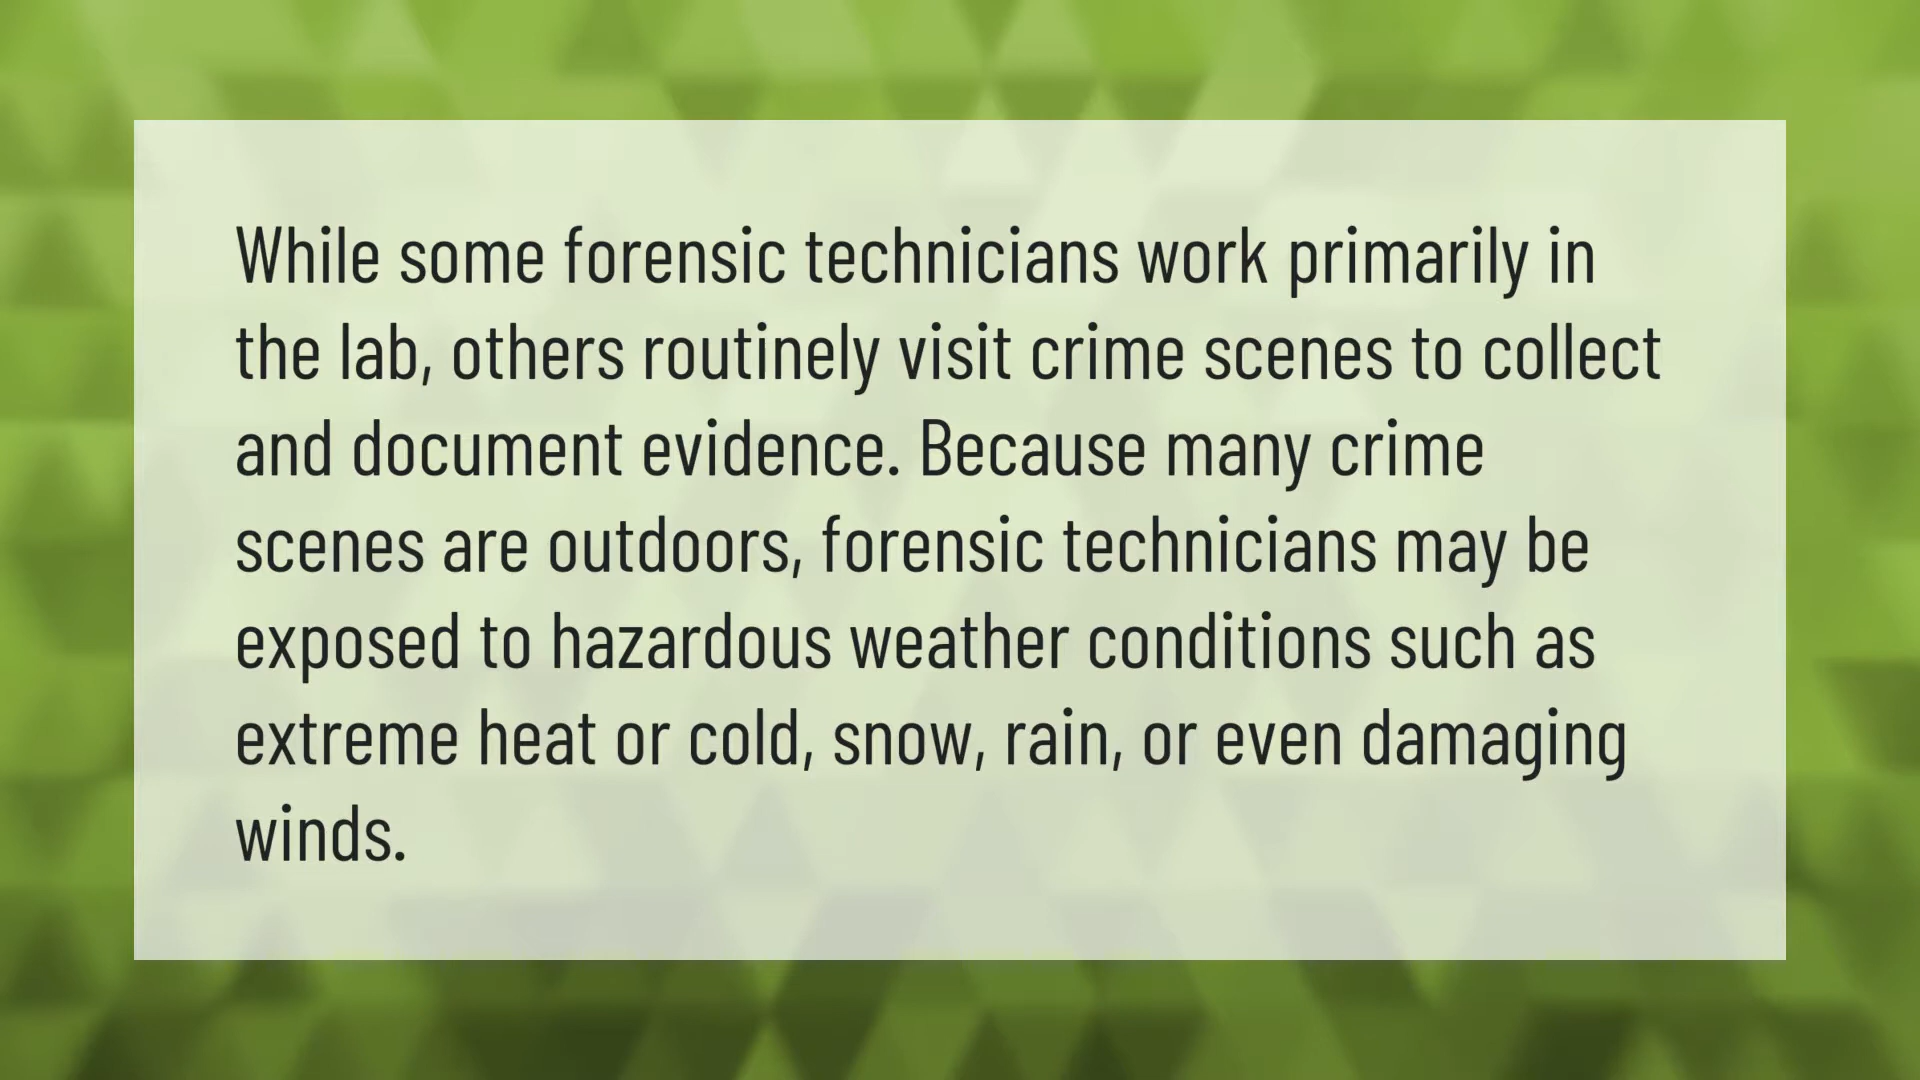 While some forensic technicians work primarily in
the lab, others routinely visit crime scenes to collect
and document evidence. Because many crime
scenes are outdoors, forensic technicians may be
exposed to hazardous weather conditions such as
extreme heat or cold, snow, rain, or even damaging
winds.